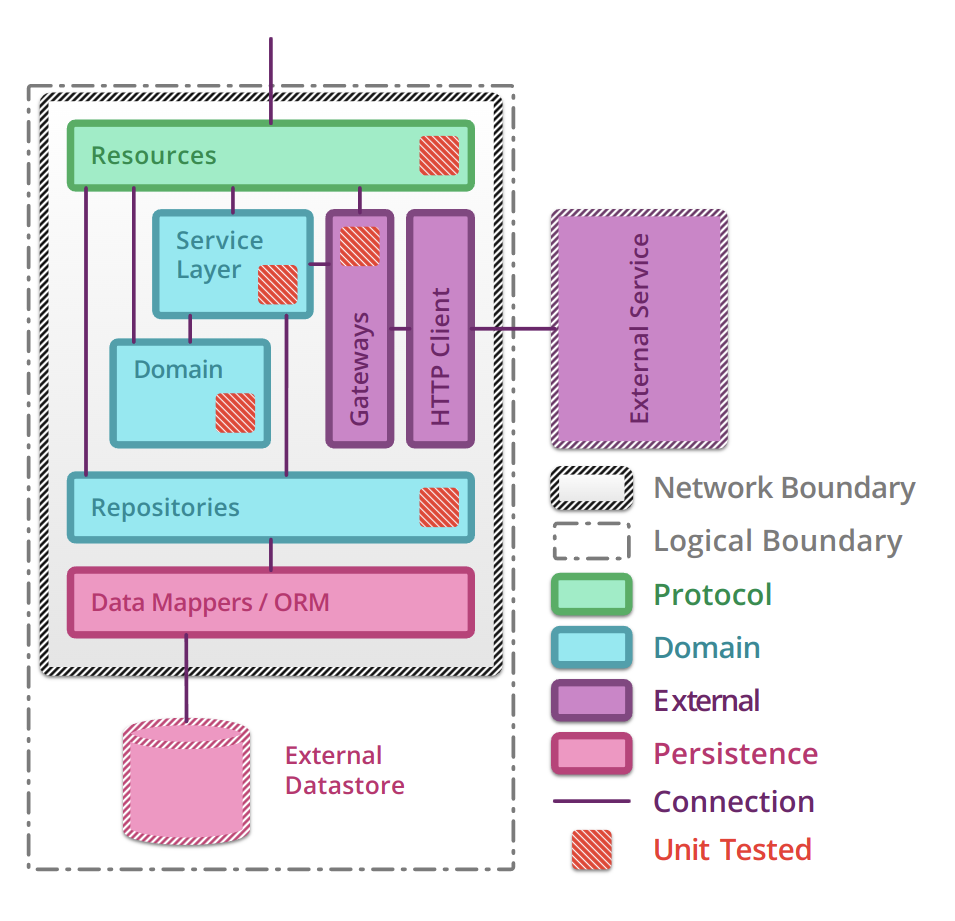 Resources
Service
Layer
Domain
Gateways
HTTP Client
External Service
Repositories
Data Mappers / ORM
External
Datastore
Network Boundary
Logical Boundary
Protocol
Domain
External
Persistence
Connection
Unit Tested